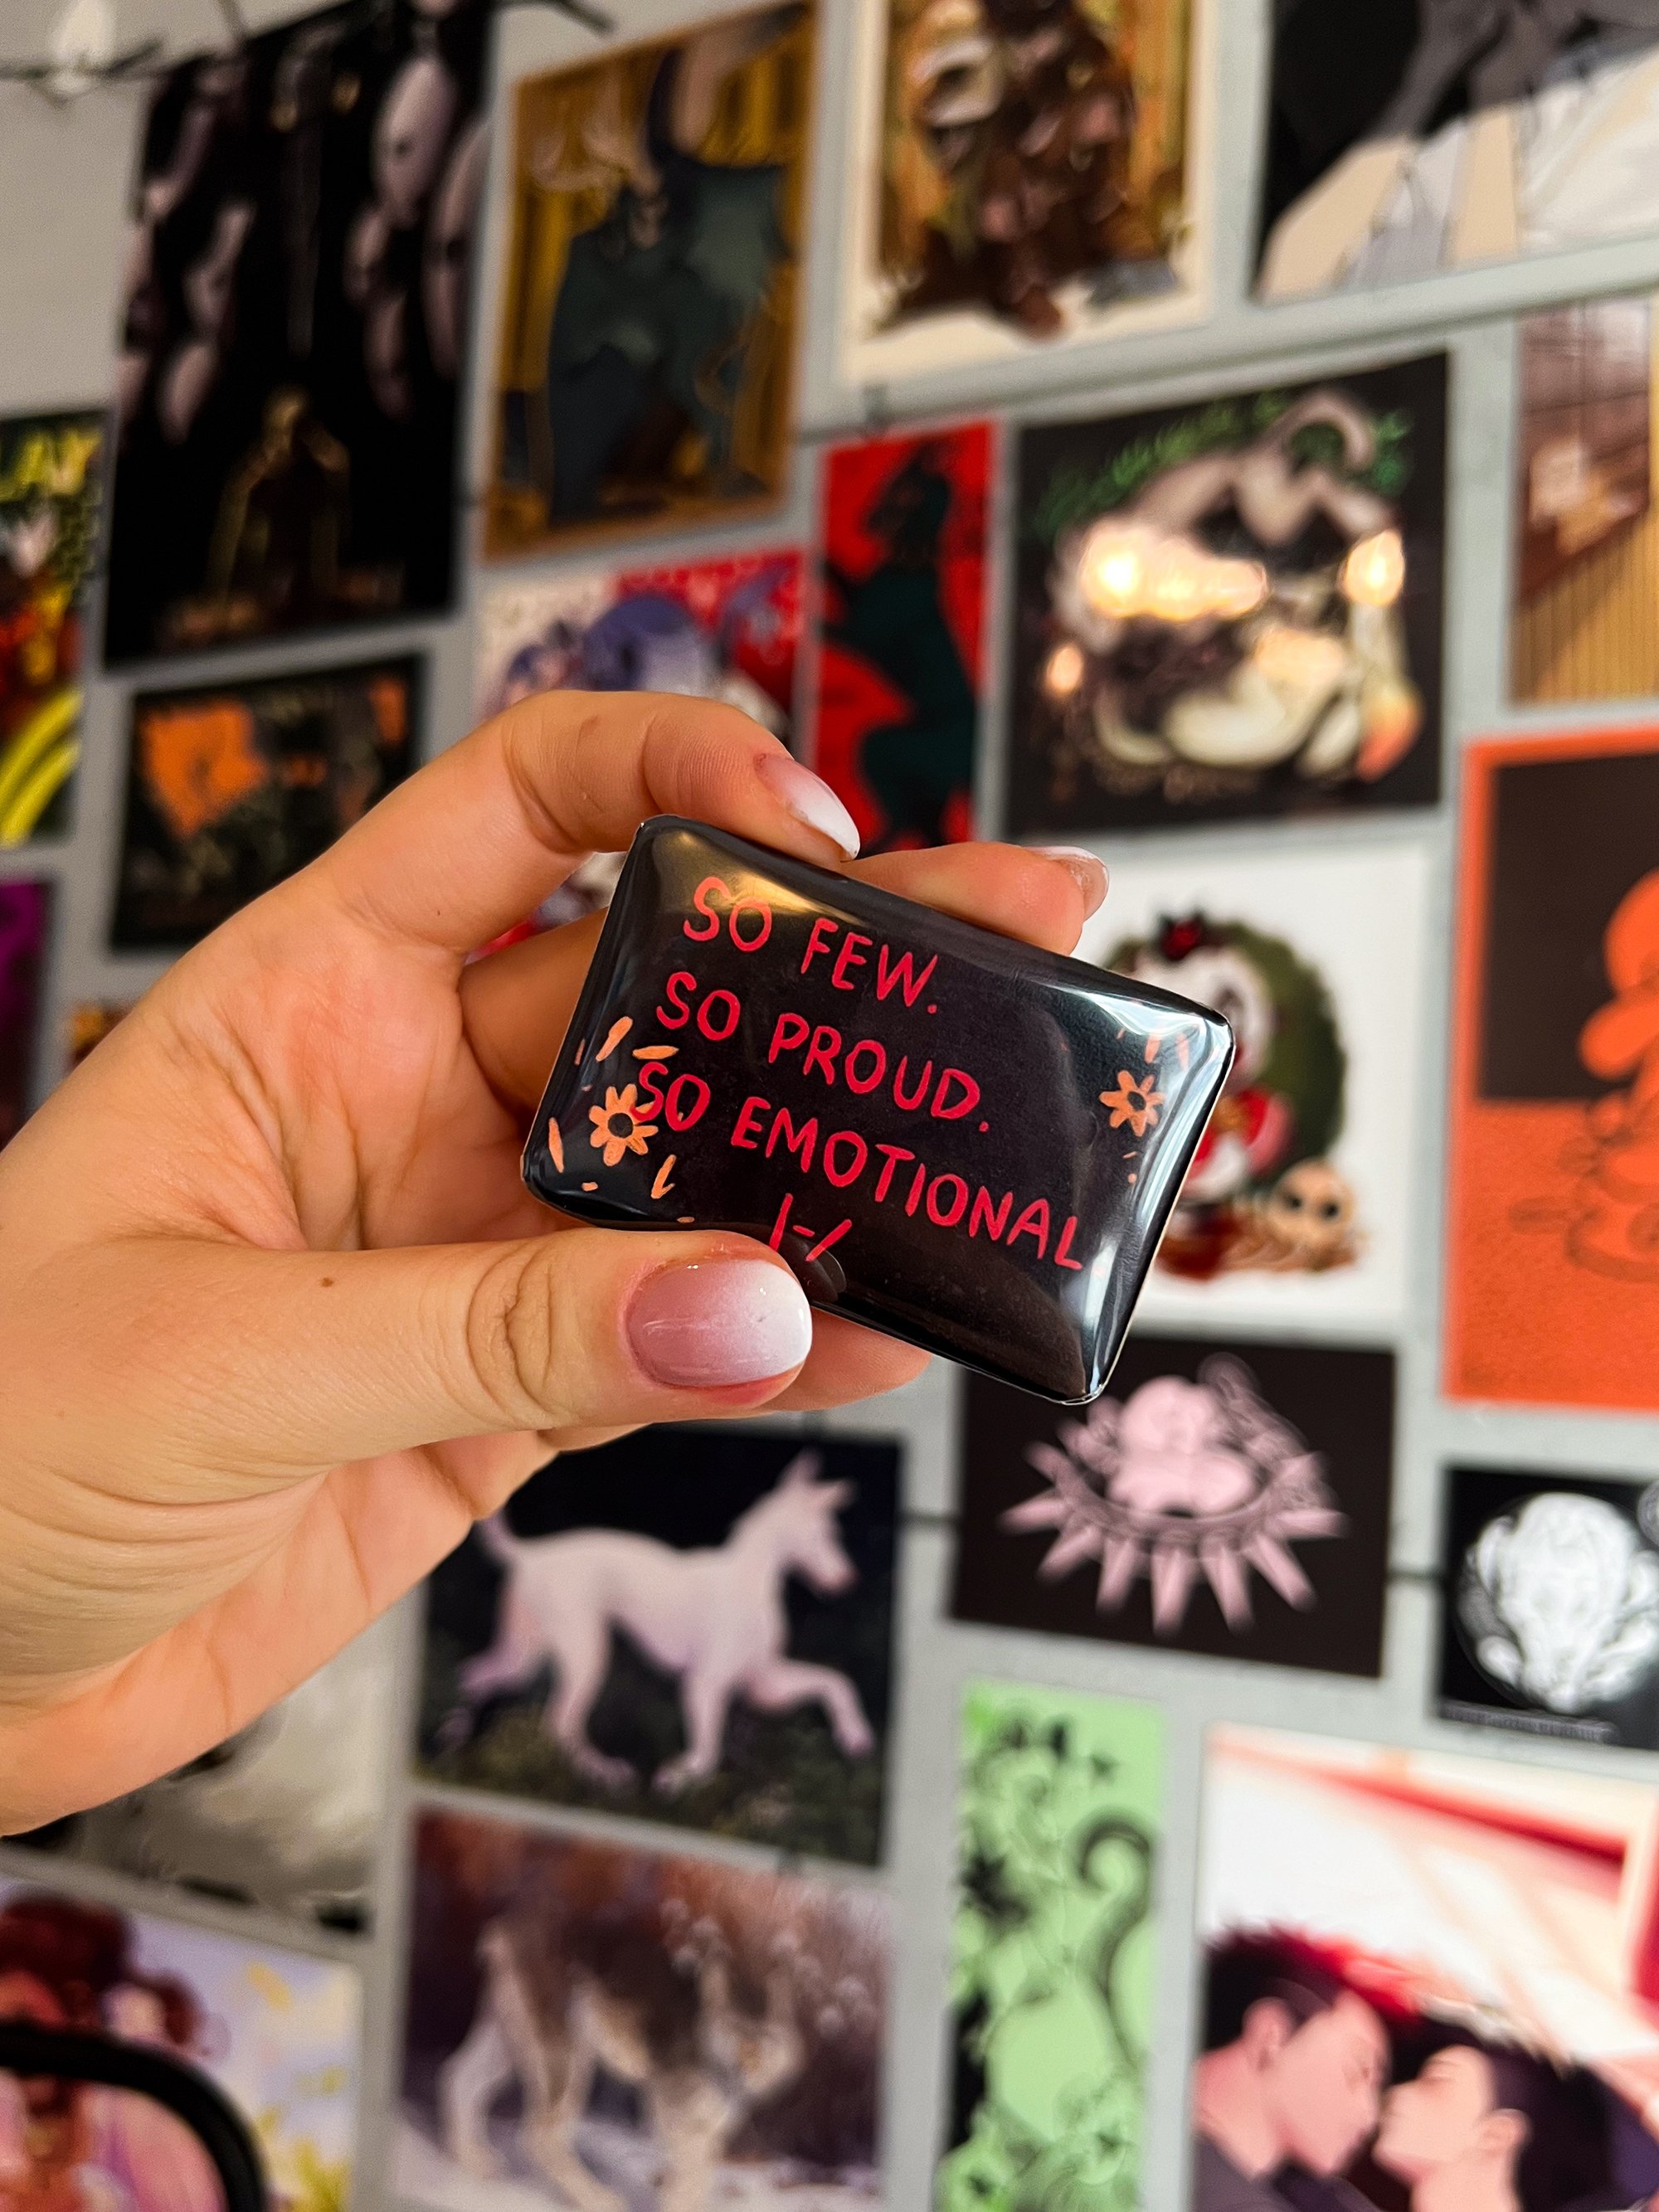 SO FEW.
SO PROUD.
SO EMOTIONAL